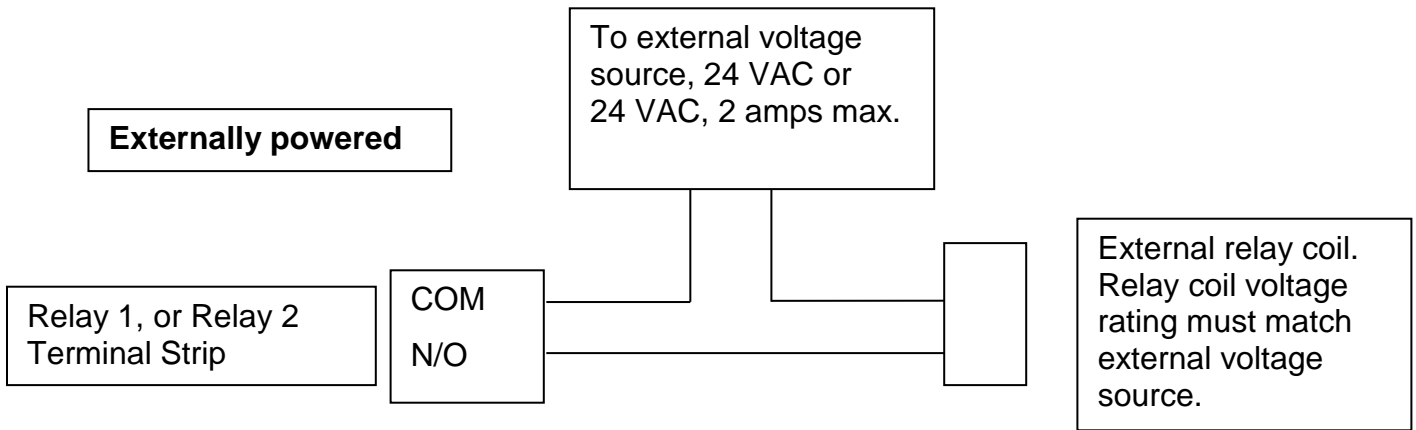 To external voltage
source, 24 VAC or
24 VAC, 2 amps max.
Externally powered
Relay 1, or Relay 2
Terminal Strip
COM
N/O
External relay coil.
Relay coil voltage
rating must match
external voltage
source.